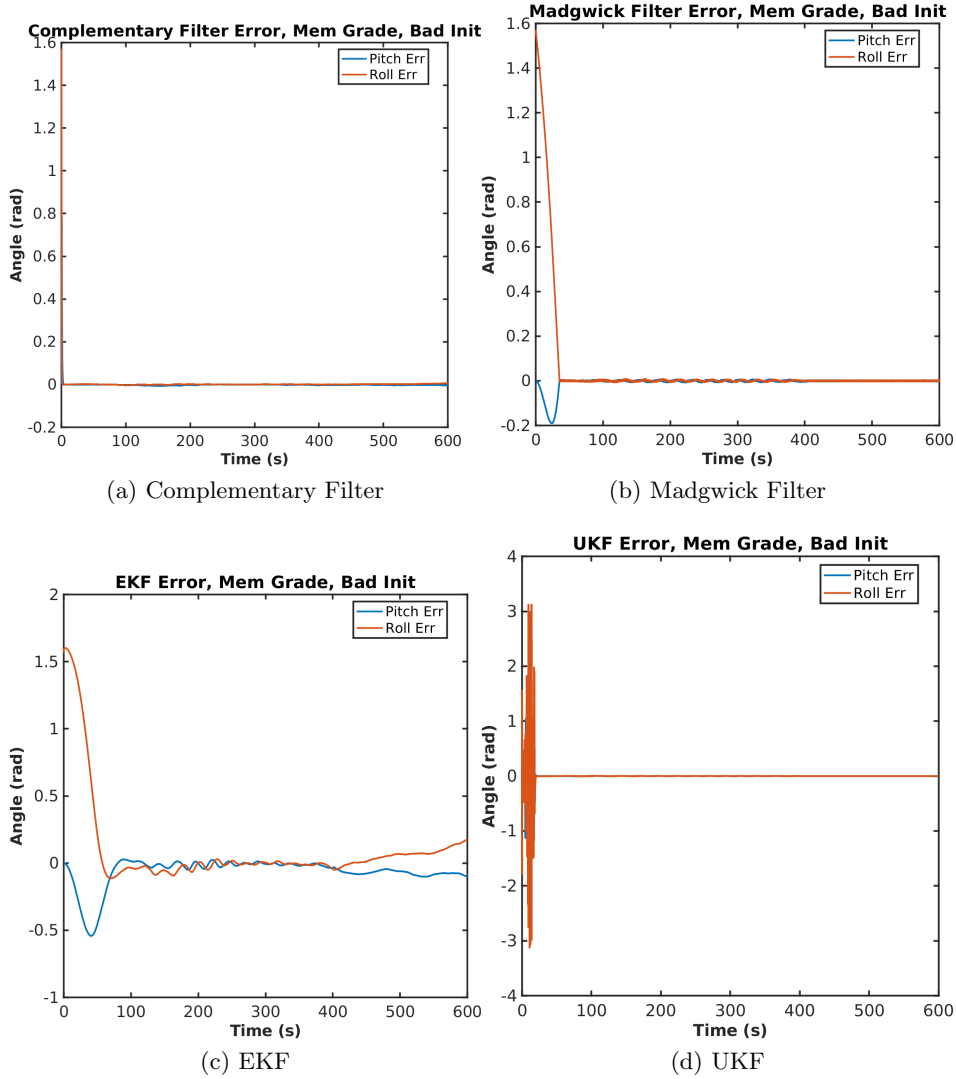 Complementary Filter Error, Mem Grade, Bad Init
1.6
1.4
1.2
1
0.8
0.6
0.4
0.2
0
-0.2
Angle (rad)
Pitch Err
Roll Err
0 100 200 300 400 500 600
Time (s)
(a) Complementary Filter
Madgwick Filter Error, Mem Grade, Bad Init
1.6
1.4
1.2
1
0.8
0.6
0.4
0.2
0
-0.2
Angle (rad)
Pitch Err
Roll Err
0 100 200 300 400 500 600
Time (s)
(b) Madgwick Filter
EKF Error, Mem Grade, Bad Init
2
1.5
1
0.5
0
-0.5
-1
Angle (rad)
Pitch Err
Roll Err
0 100 200 300 400 500 600
Time (s)
(c) EKF
UKF Error, Mem Grade, Bad Init
4
3
2
1
0
-1
-2
-3
-4
Angle (rad)
Pitch Err
Roll Err
0 100 200 300 400 500 600
Time (s)
(d) UKF